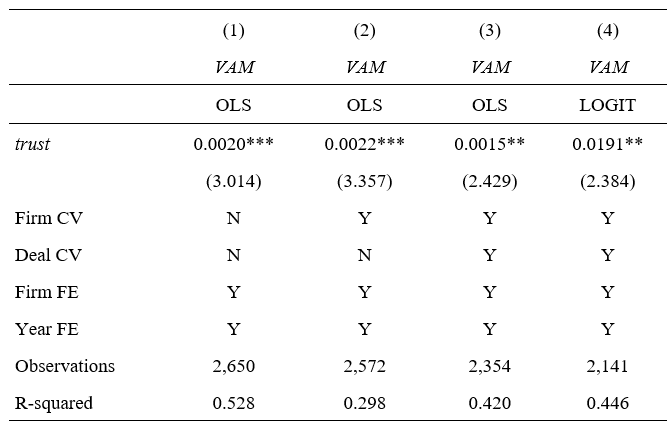 (1) (2) (3) (4)
VAM VAM VAM VAM
OLS OLS OLS LOGIT
trust 0.0020*** 0.0022*** 0.0015** 0.0191**
(3.014) (3.357) (2.429) (2.384)
Firm CV N Y Y Y
Deal CV N N Y Y
Firm FE Y Y Y Y
Year FE Y Y Y Y
Observations 2,650 2,572 2,354 2,141
R-squared 0.528 0.298 0.420 0.446